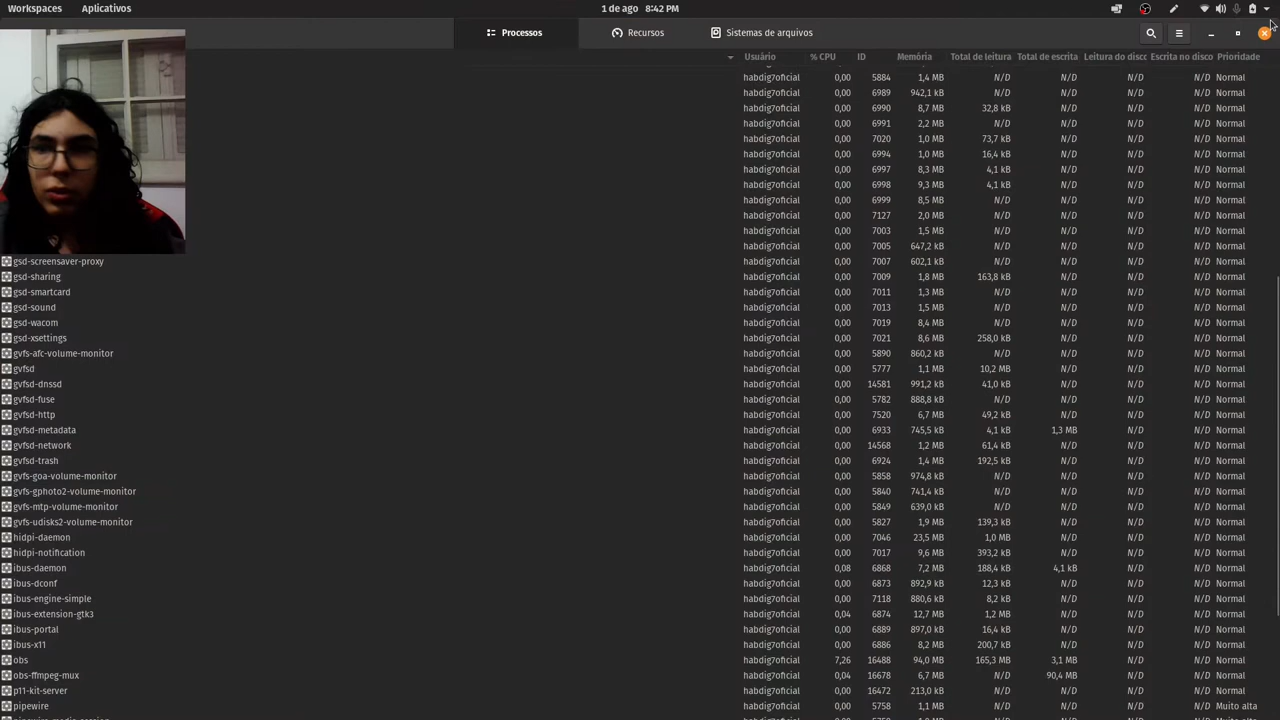 Workspaces Aplicativos 1 de ago 8:42 PM
Processos Recursos Sistemas de arquivos
Usuário % CPU ID Memória Total de leitura Total de escrita Leitura do disco Escrita no disco Prioridade
habdig7oficial 0,00 5884 1,4 MB N/D N/D N/D N/D Normal
habdig7oficial 0,00 6989 942,1 kB N/D N/D N/D N/D Normal
habdig7oficial 0,00 6990 8,7 MB 32,8 kB N/D N/D N/D Normal
habdig7oficial 0,00 6991 2,2 MB N/D N/D N/D N/D Normal
habdig7oficial 0,00 7020 1,0 MB 73,7 kB N/D N/D N/D Normal
habdig7oficial 0,00 6994 1,0 MB 16,4 kB N/D N/D N/D Normal
habdig7oficial 0,00 6997 8,3 MB 4,1 kB N/D N/D N/D Normal
habdig7oficial 0,00 6998 9,3 MB 4,1 kB N/D N/D N/D Normal
habdig7oficial 0,00 6999 8,5 MB N/D N/D N/D N/D Normal
habdig7oficial 0,00 7127 2,0 MB N/D N/D N/D N/D Normal
habdig7oficial 0,00 7003 1,5 MB N/D N/D N/D N/D Normal
habdig7oficial 0,00 7005 647,2 kB N/D N/D N/D N/D Normal
gsd-screensaver-proxy habdig7oficial 0,00 7007 602,1 kB N/D N/D N/D N/D Normal
gsd-sharing habdig7oficial 0,00 7009 1,8 MB 163,8 kB N/D N/D N/D Normal
gsd-smartcard habdig7oficial 0,00 7011 1,3 MB N/D N/D N/D N/D Normal
gsd-sound habdig7oficial 0,00 7013 1,5 MB N/D N/D N/D N/D Normal
gsd-wacom habdig7oficial 0,00 7019 8,4 MB N/D N/D N/D N/D Normal
gsd-xsettings habdig7oficial 0,00 7021 8,6 MB 258,0 kB N/D N/D N/D Normal
gvfs-afc-volume-monitor habdig7oficial 0,00 5890 860,2 kB N/D N/D N/D N/D Normal
gvfsd habdig7oficial 0,00 5777 1,1 MB 10,2 MB N/D N/D N/D Normal
gvfsd-dnssd habdig7oficial 0,00 14581 991,2 kB 41,0 kB N/D N/D N/D Normal
gvfsd-fuse habdig7oficial 0,00 5782 888,8 kB N/D N/D N/D N/D Normal
gvfsd-http habdig7oficial 0,00 7520 6,7 MB 49,2 kB N/D N/D N/D Normal
gvfsd-metadata habdig7oficial 0,00 6933 745,5 kB 4,1 kB 1,3 MB N/D N/D Normal
gvfsd-network habdig7oficial 0,00 14568 1,2 MB 61,4 kB N/D N/D N/D Normal
gvfsd-trash habdig7oficial 0,00 6924 1,4 MB 192,5 kB N/D N/D N/D Normal
gvfs-goa-volume-monitor habdig7oficial 0,00 5858 974,8 kB N/D N/D N/D N/D Normal
gvfs-gphoto2-volume-monitor habdig7oficial 0,00 5840 741,4 kB N/D N/D N/D N/D Normal
gvfs-mtp-volume-monitor habdig7oficial 0,00 5849 639,0 kB N/D N/D N/D N/D Normal
gvfs-udisks2-volume-monitor habdig7oficial 0,00 5827 1,9 MB 139,3 kB N/D N/D N/D Normal
hidpi-daemon habdig7oficial 0,00 7046 23,5 MB 1,0 MB N/D N/D N/D Normal
hidpi-notification habdig7oficial 0,00 7017 9,6 MB 393,2 kB N/D N/D N/D Normal
ibus-daemon habdig7oficial 0,08 6868 7,2 MB 188,4 kB 4,1 kB N/D N/D Normal
ibus-dconf habdig7oficial 0,00 6873 892,9 kB 12,3 kB N/D N/D N/D Normal
ibus-engine-simple habdig7oficial 0,00 7118 880,6 kB 8,2 kB N/D N/D N/D Normal
ibus-extension-gtk3 habdig7oficial 0,04 6874 12,7 MB 1,2 MB N/D N/D N/D Normal
ibus-portal habdig7oficial 0,00 6889 897,0 kB 16,4 kB N/D N/D N/D Normal
ibus-x11 habdig7oficial 0,00 6886 8,2 MB 200,7 kB N/D N/D N/D Normal
obs habdig7oficial 7,26 16488 94,0 MB 165,3 MB 3,1 MB N/D N/D Normal
obs-ffmpeg-mux habdig7oficial 0,04 16678 6,7 MB N/D 90,4 MB N/D N/D Normal
p11-kit-server habdig7oficial 0,00 16472 213,0 kB N/D N/D N/D N/D Normal
pipewire habdig7oficial 0,00 5758 1,1 MB N/D N/D N/D N/D Muito alta